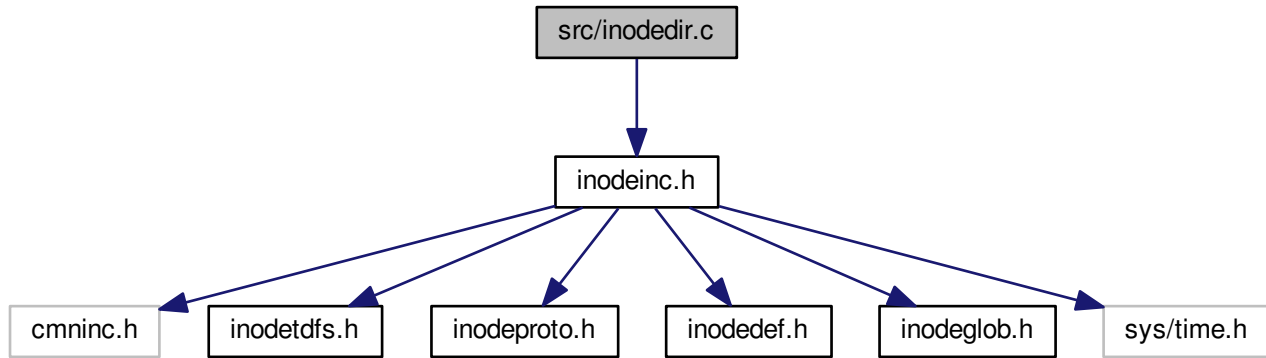 src/inodedir.c
inodeinc.h
cmninc.h
inodetdfs.h
inodeproto.h
inodedef.h
inodeglob.h
sys/time.h